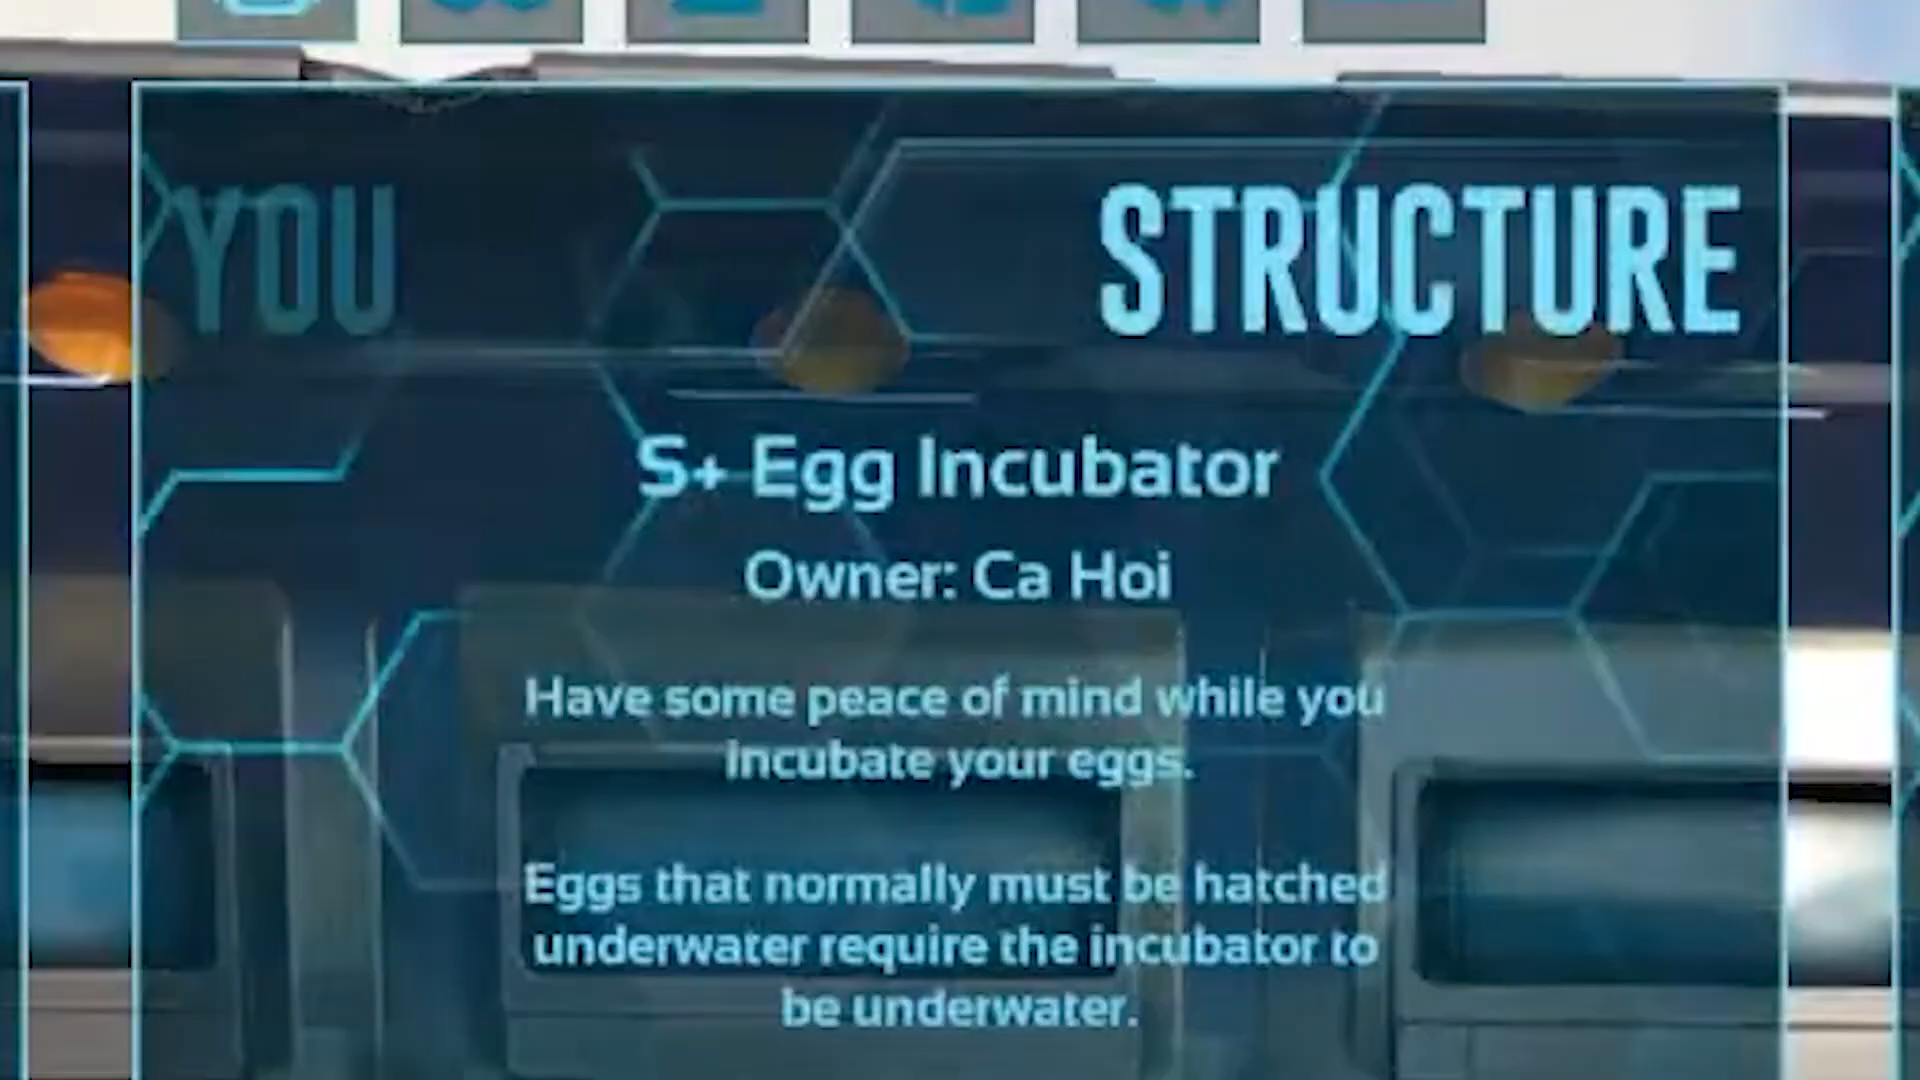 YOU
STRUCTURE
S+ Egg Incubator
Owner: Ca Hoi
Have some peace of mind while you
incubate your eggs.
Eggs that normally must be hatched
underwater require the incubator to
be underwater.